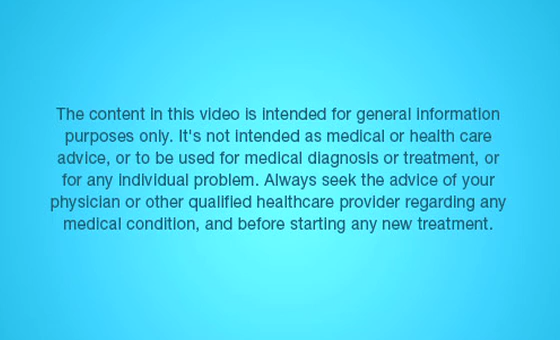 The content in this video is intended for general information
purposes only. It's not intended as medical or health care
advice, or to be used for medical diagnosis or treatment, or
for any individual problem. Always seek the advice of your
physician or other qualified healthcare provider regarding any
medical condition, and before starting any new treatment.